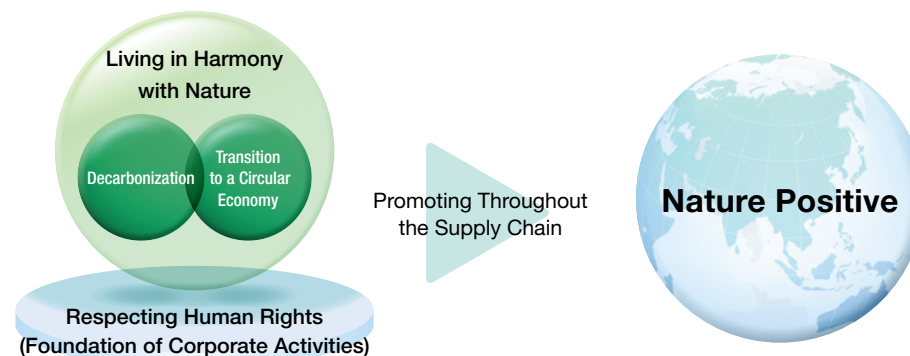 Living in Harmony
with Nature
Decarbonization
Transition
to a Circular
Economy
Respecting Human Rights
(Foundation of Corporate Activities)
Promoting Throughout
the Supply Chain
Nature Positive